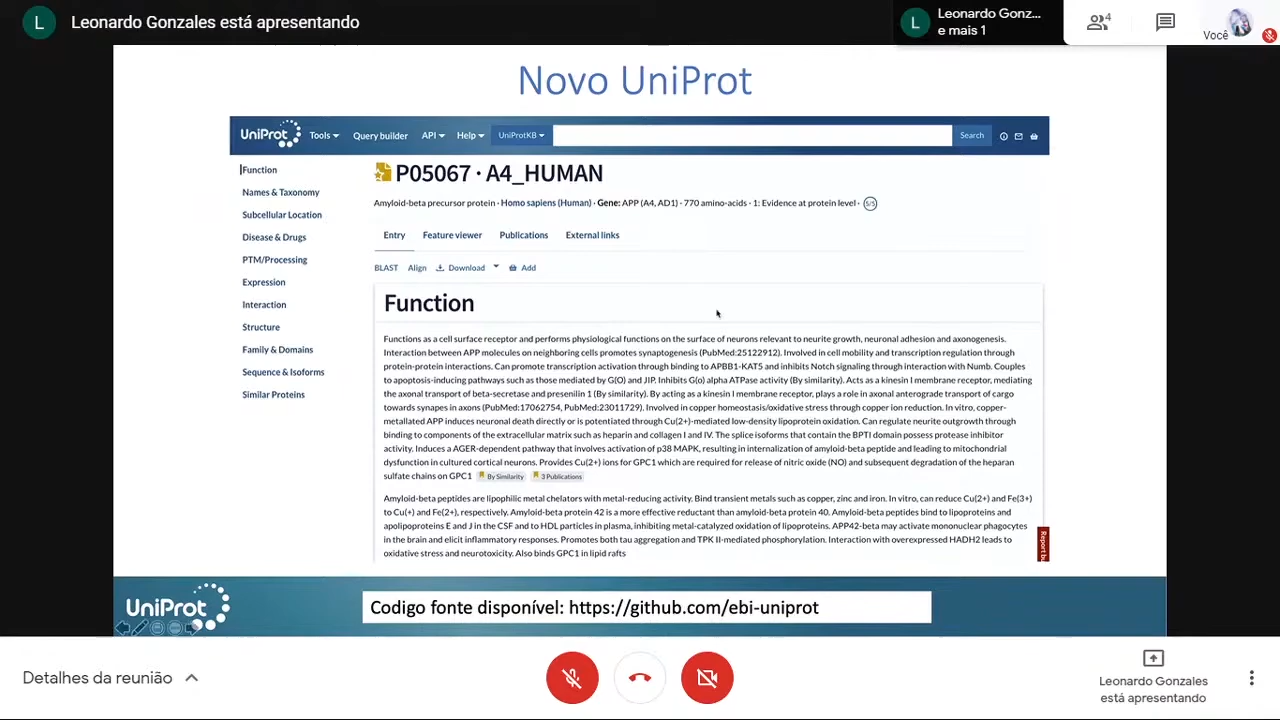 L Leonardo Gonzales está apresentando
L Leonardo Gonz...
e mais 1
4
Você
Novo UniProt
UniProt Tools Query builder API Help UniProtKB Search
Function
Names & Taxonomy
Subcellular Location
Disease & Drugs
PTM/Processing
Expression
Interaction
Structure
Family & Domains
Sequence & Isoforms
Similar Proteins
P05067 · A4_HUMAN
Amyloid-beta precursor protein · Homo sapiens (Human) · Gene: APP (A4, AD1) · 770 amino-acids · 1: Evidence at protein level · 5/5
Entry Feature viewer Publications External links
BLAST Align Download Add
Function
Functions as a cell surface receptor and performs physiological functions on the surface of neurons relevant to neurite growth, neuronal adhesion and axonogenesis.
Interaction between APP molecules on neighboring cells promotes synaptogenesis (PubMed:25122912). Involved in cell mobility and transcription regulation through
protein-protein interactions. Can promote transcription activation through binding to APBB1-KAT5 and inhibits Notch signaling through interaction with Numb. Couples
to apoptosis-inducing pathways such as those mediated by G(O) and JIP. Inhibits G(o) alpha ATPase activity (By similarity). Acts as a kinesin I membrane receptor, mediating
the axonal transport of beta-secretase and presenilin 1 (By similarity). By acting as a kinesin I membrane receptor, plays a role in axonal anterograde transport of cargo
towards synapes in axons (PubMed:17062754, PubMed:23011729). Involved in copper homeostasis/oxidative stress through copper ion reduction. In vitro, copper-
metallated APP induces neuronal death directly or is potentiated through Cu(2+)-mediated low-density lipoprotein oxidation. Can regulate neurite outgrowth through
binding to components of the extracellular matrix such as heparin and collagen I and IV. The splice isoforms that contain the BPTI domain possess protease inhibitor
activity. Induces a AGER-dependent pathway that involves activation of p38 MAPK, resulting in internalization of amyloid-beta peptide and leading to mitochondrial
dysfunction in cultured cortical neurons. Provides Cu(2+) ions for GPC1 which are required for release of nitric oxide (NO) and subsequent degradation of the heparan
sulfate chains on GPC1 By Similarity 3 Publications
Amyloid-beta peptides are lipophilic metal chelators with metal-reducing activity. Bind transient metals such as copper, zinc and iron. In vitro, can reduce Cu(2+) and Fe(3+)
to Cu(+) and Fe(2+), respectively. Amyloid-beta protein 42 is a more effective reductant than amyloid-beta protein 40. Amyloid-beta peptides bind to lipoproteins and
apolipoproteins E and J in the CSF and to HDL particles in plasma, inhibiting metal-catalyzed oxidation of lipoproteins. APP42-beta may activate mononuclear phagocytes
in the brain and elicit inflammatory responses. Promotes both tau aggregation and TPK II-mediated phosphorylation. Interaction with overexpressed HADH2 leads to
oxidative stress and neurotoxicity. Also binds GPC1 in lipid rafts
Report bu
UniProt
Codigo fonte disponível: https://github.com/ebi-uniprot
Detalhes da reunião
Leonardo Gonzales
está apresentando